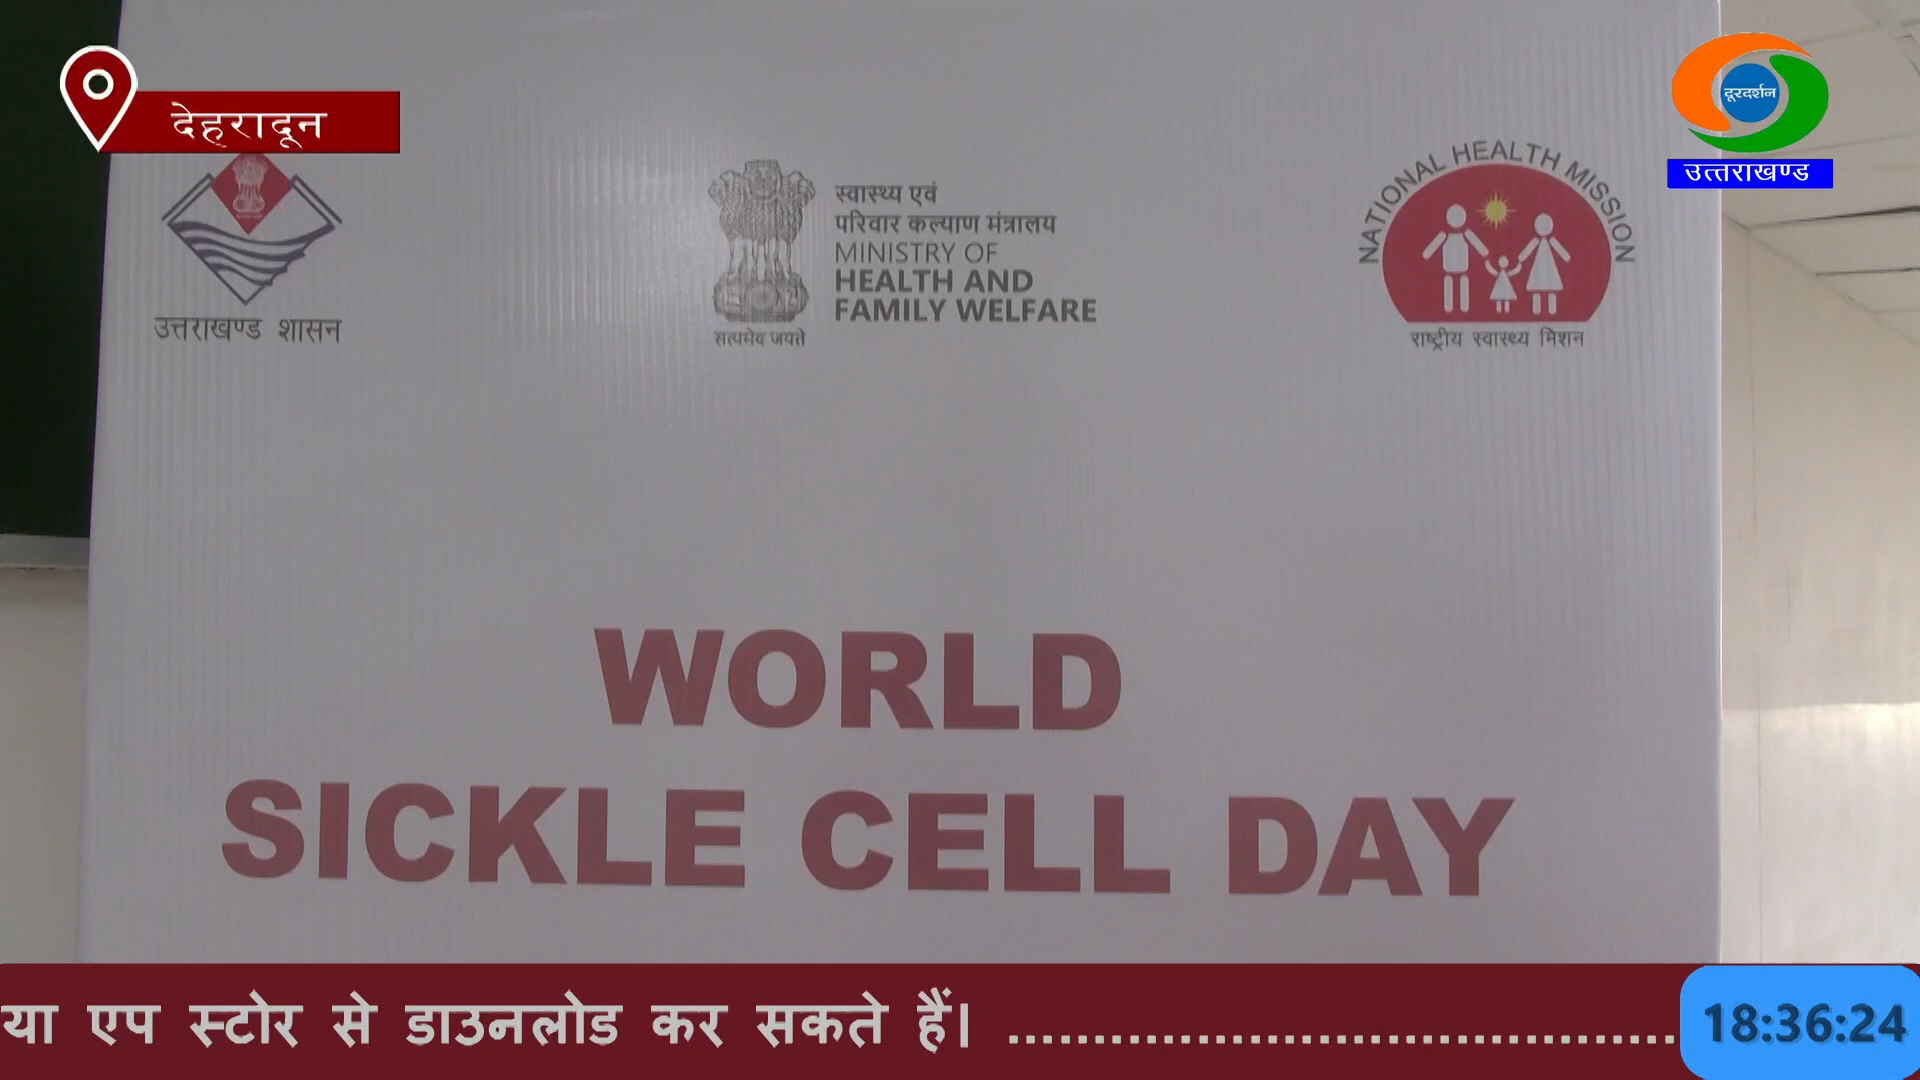 देहरादून
दूरदर्शन
उत्तराखण्ड
उत्तराखण्ड शासन
स्वास्थ्य एवं
परिवार कल्याण मंत्रालय
MINISTRY OF
HEALTH AND
FAMILY WELFARE
सत्यमेव जयते
NATIONAL HEALTH MISSION
राष्ट्रीय स्वास्थ्य मिशन
WORLD
SICKLE CELL DAY
या एप स्टोर से डाउनलोड कर सकते हैं। ........................................
18:36:24